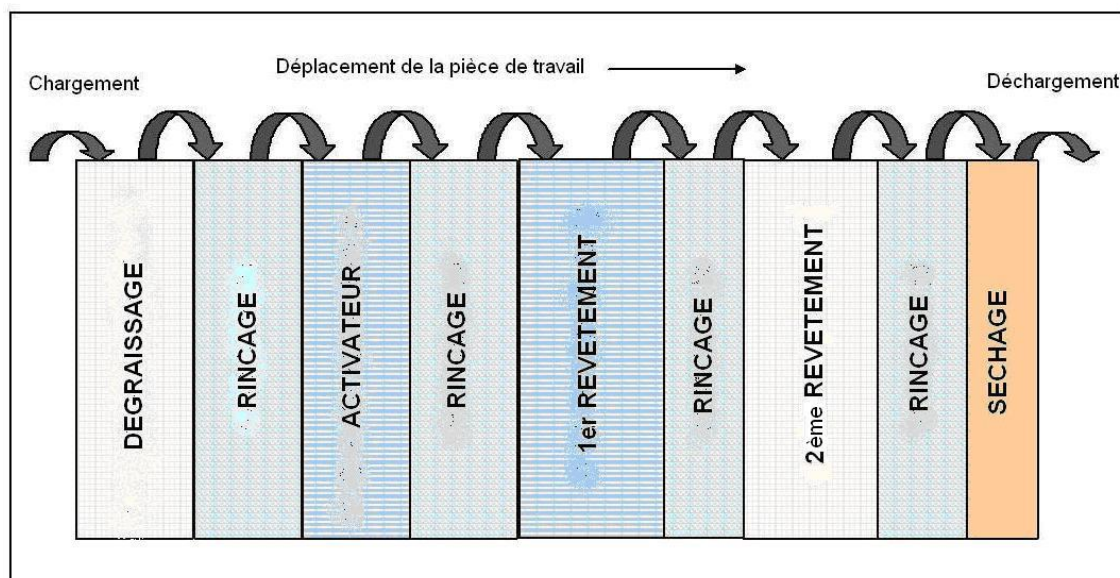 Déplacement de la pièce de travail
Chargement
Déchargement
DEGRAISSAGE
RINCAGE
ACTIVATEUR
RINCAGE
1er REVETEMENT
RINCAGE
2ème REVETEMENT
RINCAGE
SECHAGE